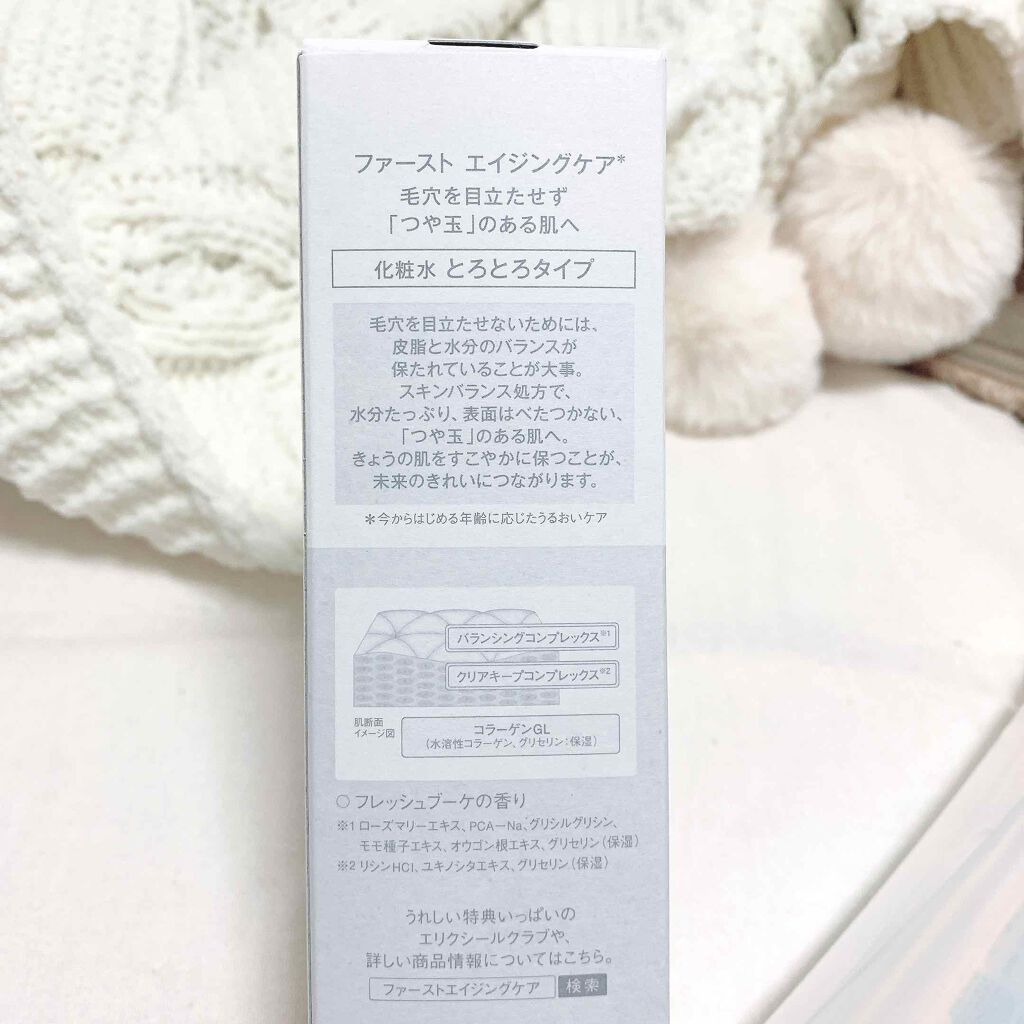 ファースト エイジングケア*
毛穴を目立たせず
「つや玉」のある肌へ
化粧水 とろとろタイプ
毛穴を目立たせないためには、
皮脂と水分のバランスが
保たれていることが大事。
スキンバランス処方で、
水分たっぷり、表面はべたつかない、
「つや玉」のある肌へ。
きょうの肌をすこやかに保つことが、
未来のきれいにつながります。
*今からはじめる年齢に応じたうるおいケア
バランシングコンプレックス※1
クリアキープコンプレックス※2
肌断面
イメージ図
コラーゲンGL
(水溶性コラーゲン、グリセリン:保湿)
○ フレッシュブーケの香り
※1 ローズマリーエキス、PCA-Na、グリシルグリシン、
モモ種子エキス、オウゴン根エキス、グリセリン(保湿)
※2 リシンHCl、ユキノシタエキス、グリセリン(保湿)
うれしい特典いっぱいの
エリクシールクラブや、
詳しい商品情報についてはこちら。
ファーストエイジングケア 検索